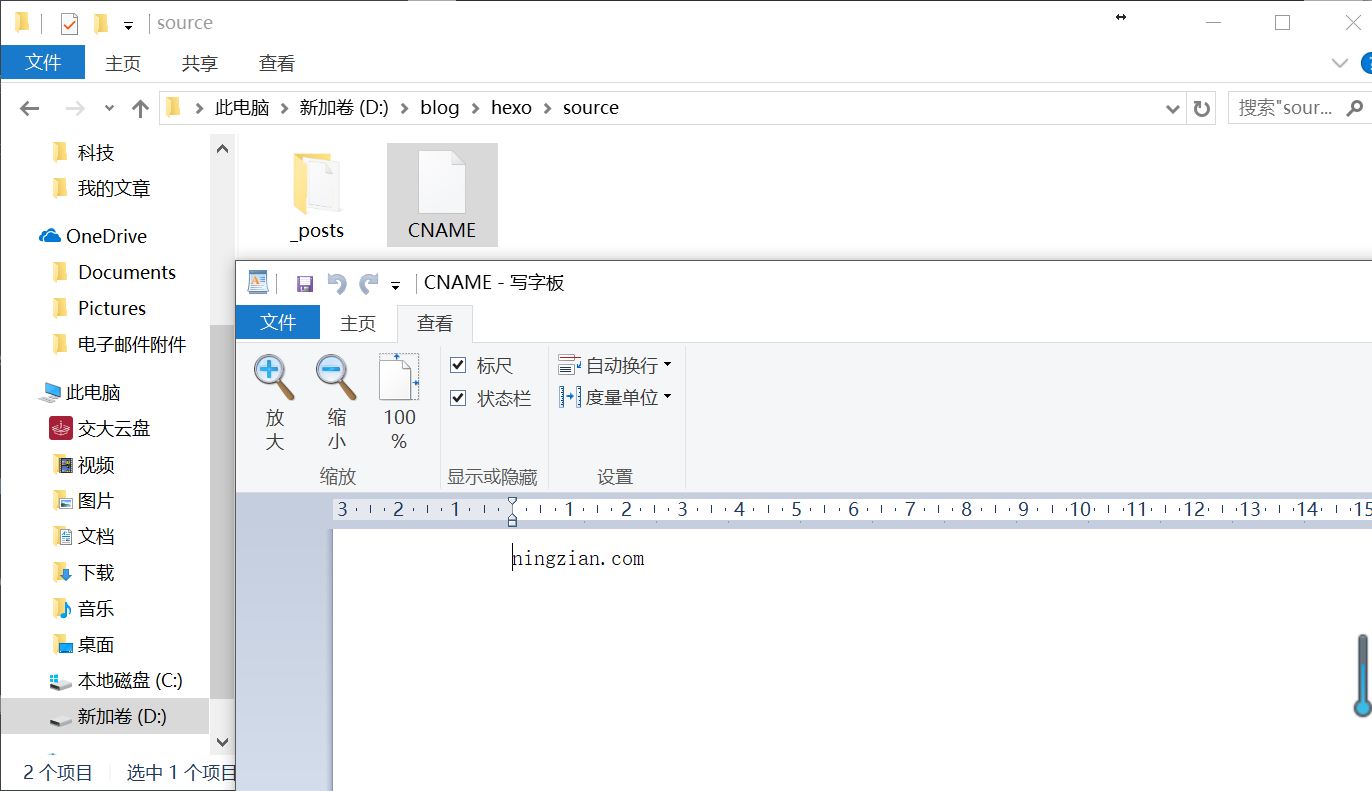 source
文件 主页 共享 查看
此电脑 新加卷 (D:) blog hexo source
搜索"sour...
科技
我的文章
OneDrive
Documents
Pictures
电子邮件附件
此电脑
交大云盘
视频
图片
文档
下载
音乐
桌面
本地磁盘 (C:)
新加卷 (D:)
2 个项目 选中 1 个项目
_posts CNAME
CNAME - 写字板
文件 主页 查看
放大
缩小
100 %
缩放
标尺
状态栏
显示或隐藏
自动换行
度量单位
设置
3 2 1 1 2 3 4 5 6 7 8 9 10 11 12 13 14 15
ningzian.com